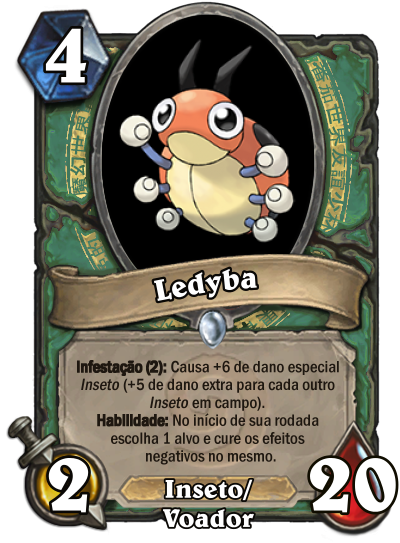 4
Ledyba
Infestação (2): Causa +6 de dano especial
Inseto (+5 de dano extra para cada outro
Inseto em campo).
Habilidade: No início de sua rodada
escolha 1 alvo e cure os efeitos
negativos no mesmo.
2
Inseto/
Voador
20